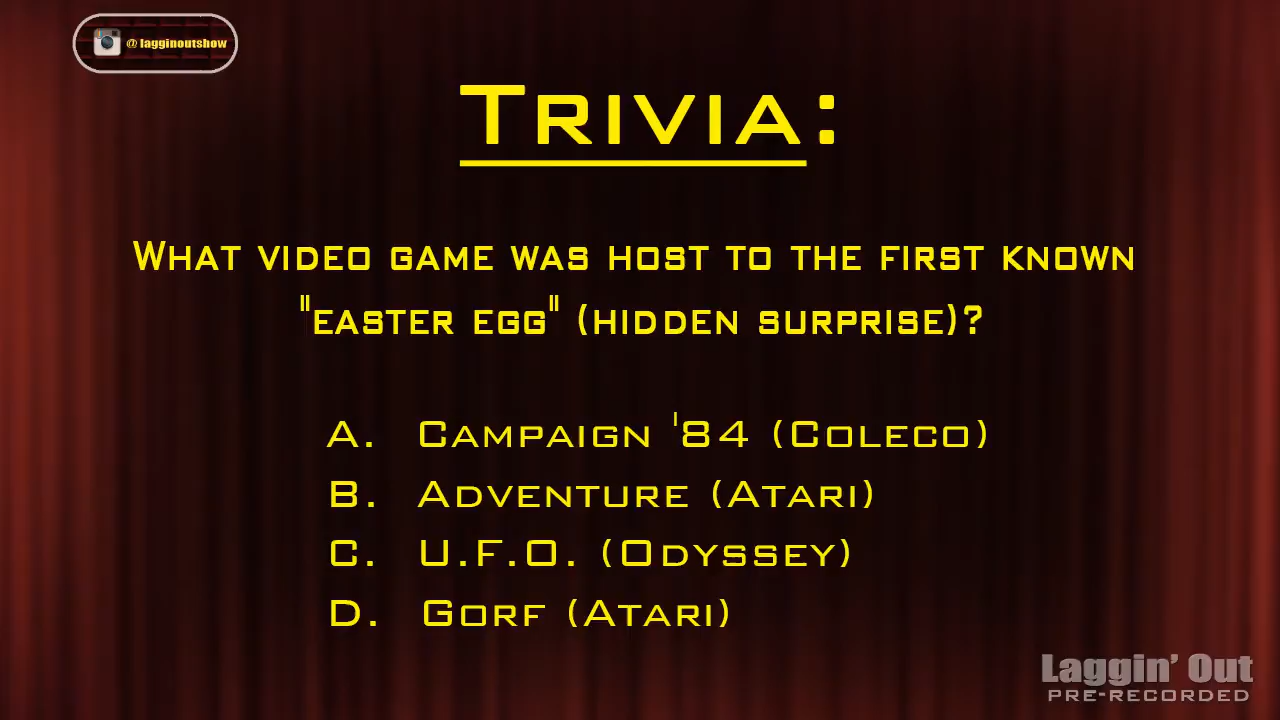 @ lagginoutshow
Trivia:
What video game was host to the first known
"easter egg" (hidden surprise)?
A. Campaign '84 (Coleco)
B. Adventure (Atari)
C. U.F.O. (Odyssey)
D. Gorf (Atari)
Laggin' Out
PRE-RECORDED